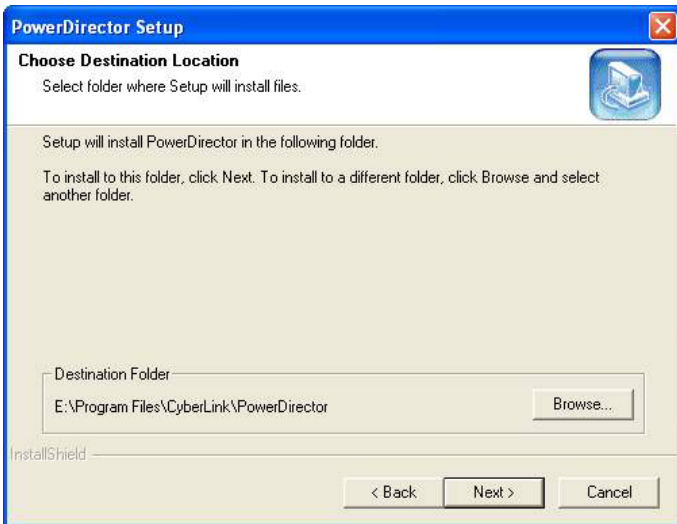 PowerDirector Setup
Choose Destination Location
Select folder where Setup will install files.
Setup will install PowerDirector in the following folder.
To install to this folder, click Next. To install to a different folder, click Browse and select
another folder.
Destination Folder
E:\Program Files\CyberLink\PowerDirector
Browse...
InstallShield
< Back
Next >
Cancel